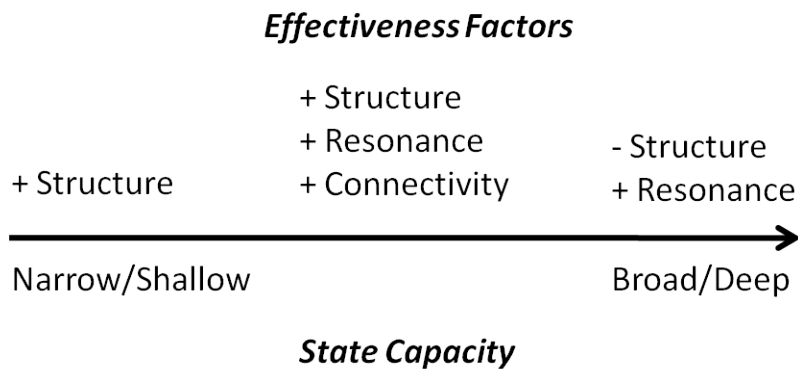 Effectiveness Factors
+ Structure
+ Structure
+ Resonance
+ Connectivity
- Structure
+ Resonance
Narrow/Shallow
Broad/Deep
State Capacity